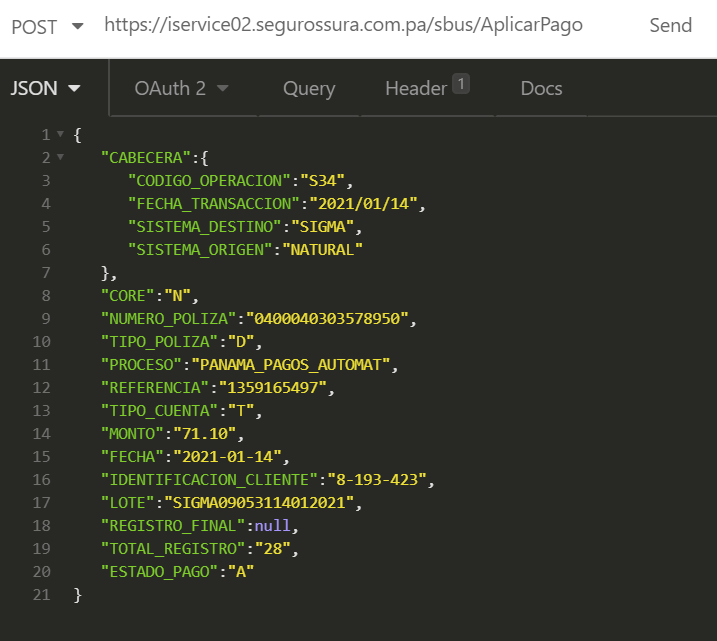 POST https://iservice02.segurossura.com.pa/sbus/AplicarPago Send
JSON OAuth 2 Query Header 1 Docs
1 {
2 "CABECERA":{
3 "CODIGO_OPERACION":"S34",
4 "FECHA_TRANSACCION":"2021/01/14",
5 "SISTEMA_DESTINO":"SIGMA",
6 "SISTEMA_ORIGEN":"NATURAL"
7 },
8 "CORE":"N",
9 "NUMERO_POLIZA":"0400040303578950",
10 "TIPO_POLIZA":"D",
11 "PROCESO":"PANAMA_PAGOS_AUTOMAT",
12 "REFERENCIA":"1359165497",
13 "TIPO_CUENTA":"T",
14 "MONTO":"71.10",
15 "FECHA":"2021-01-14",
16 "IDENTIFICACION_CLIENTE":"8-193-423",
17 "LOTE":"SIGMA09053114012021",
18 "REGISTRO_FINAL":null,
19 "TOTAL_REGISTRO":"28",
20 "ESTADO_PAGO":"A"
21 }